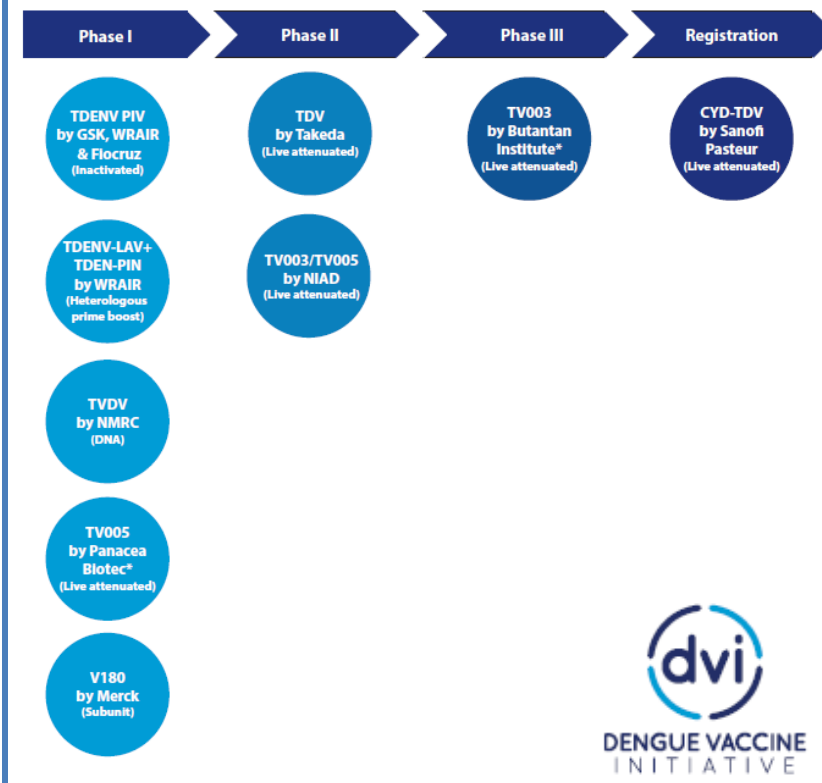 Phase I
Phase II
Phase III
Registration
TDENV PIV
by GSK, WRAIR
& Fiocruz
(Inactivated)
TDV
by Takeda
(Live attenuated)
TV003
by Butantan
Institute*
(Live attenuated)
CYD-TDV
by Sanofi
Pasteur
(Live attenuated)
TDENV-LAV+
TDEN-PIN
by WRAIR
(Heterologous
prime boost)
TV003/TV005
by NIAD
(Live attenuated)
TVDV
by NMRC
(DNA)
TV005
by Panacea
Biotec*
(Live attenuated)
V180
by Merck
(Subunit)
dvi
DENGUE VACCINE
INITIATIVE